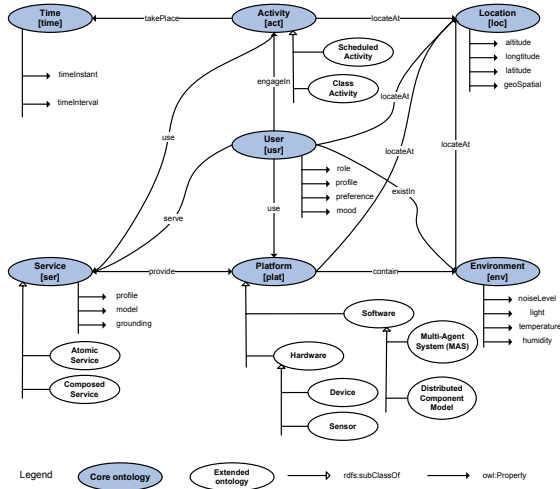 Time
[time]
takePlace
Activity
[act]
locateAt
Location
[loc]
timeInstant
timeInterval
Scheduled
Activity
Class
Activity
altitude
longtitude
latitude
geoSpatial
engageIn
locateAt
use
User
[usr]
locateAt
locateAt
role
profile
preference
mood
existIn
serve
use
Service
[ser]
provide
Platform
[plat]
contain
Environment
[env]
profile
model
grounding
Atomic
Service
Composed
Service
Software
Hardware
Multi-Agent
System (MAS)
Device
Distributed
Component
Model
Sensor
noiseLevel
light
temperature
humidity
Legend
Core ontology
Extended
ontology
rdfs:subClassOf
owl:Property